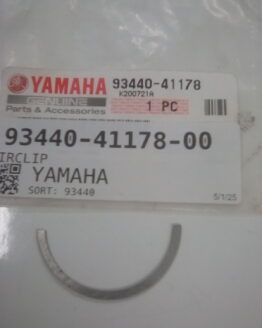 YAMAHA 93440-41178
GENUINE K200721A
Parts & Accessories 1 PC
93440-41178-00
IRCLIP
YAMAHA
SORT: 93440 5/1/25